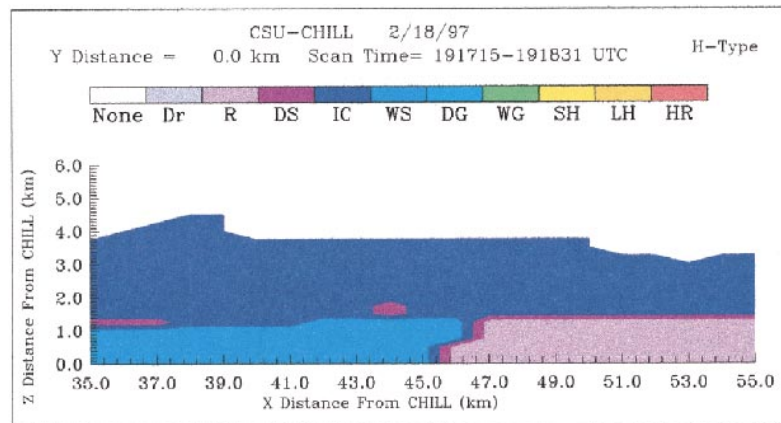 CSU-CHILL 2/18/97
Y Distance = 0.0 km Scan Time= 191715-191831 UTC H-Type
None Dr R DS IC WS DG WG SH LH HR
Z Distance From CHILL (km)
6.0
5.0
4.0
3.0
2.0
1.0
0.0
35.0 37.0 39.0 41.0 43.0 45.0 47.0 49.0 51.0 53.0 55.0
X Distance From CHILL (km)